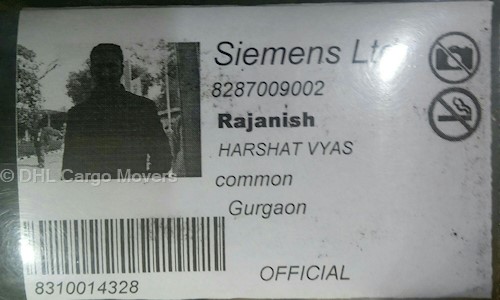 Siemens Ltd
8287009002
Rajanish
HARSHAT VYAS
© DHL Cargo Movers
common
Gurgaon
8310014328
OFFICIAL